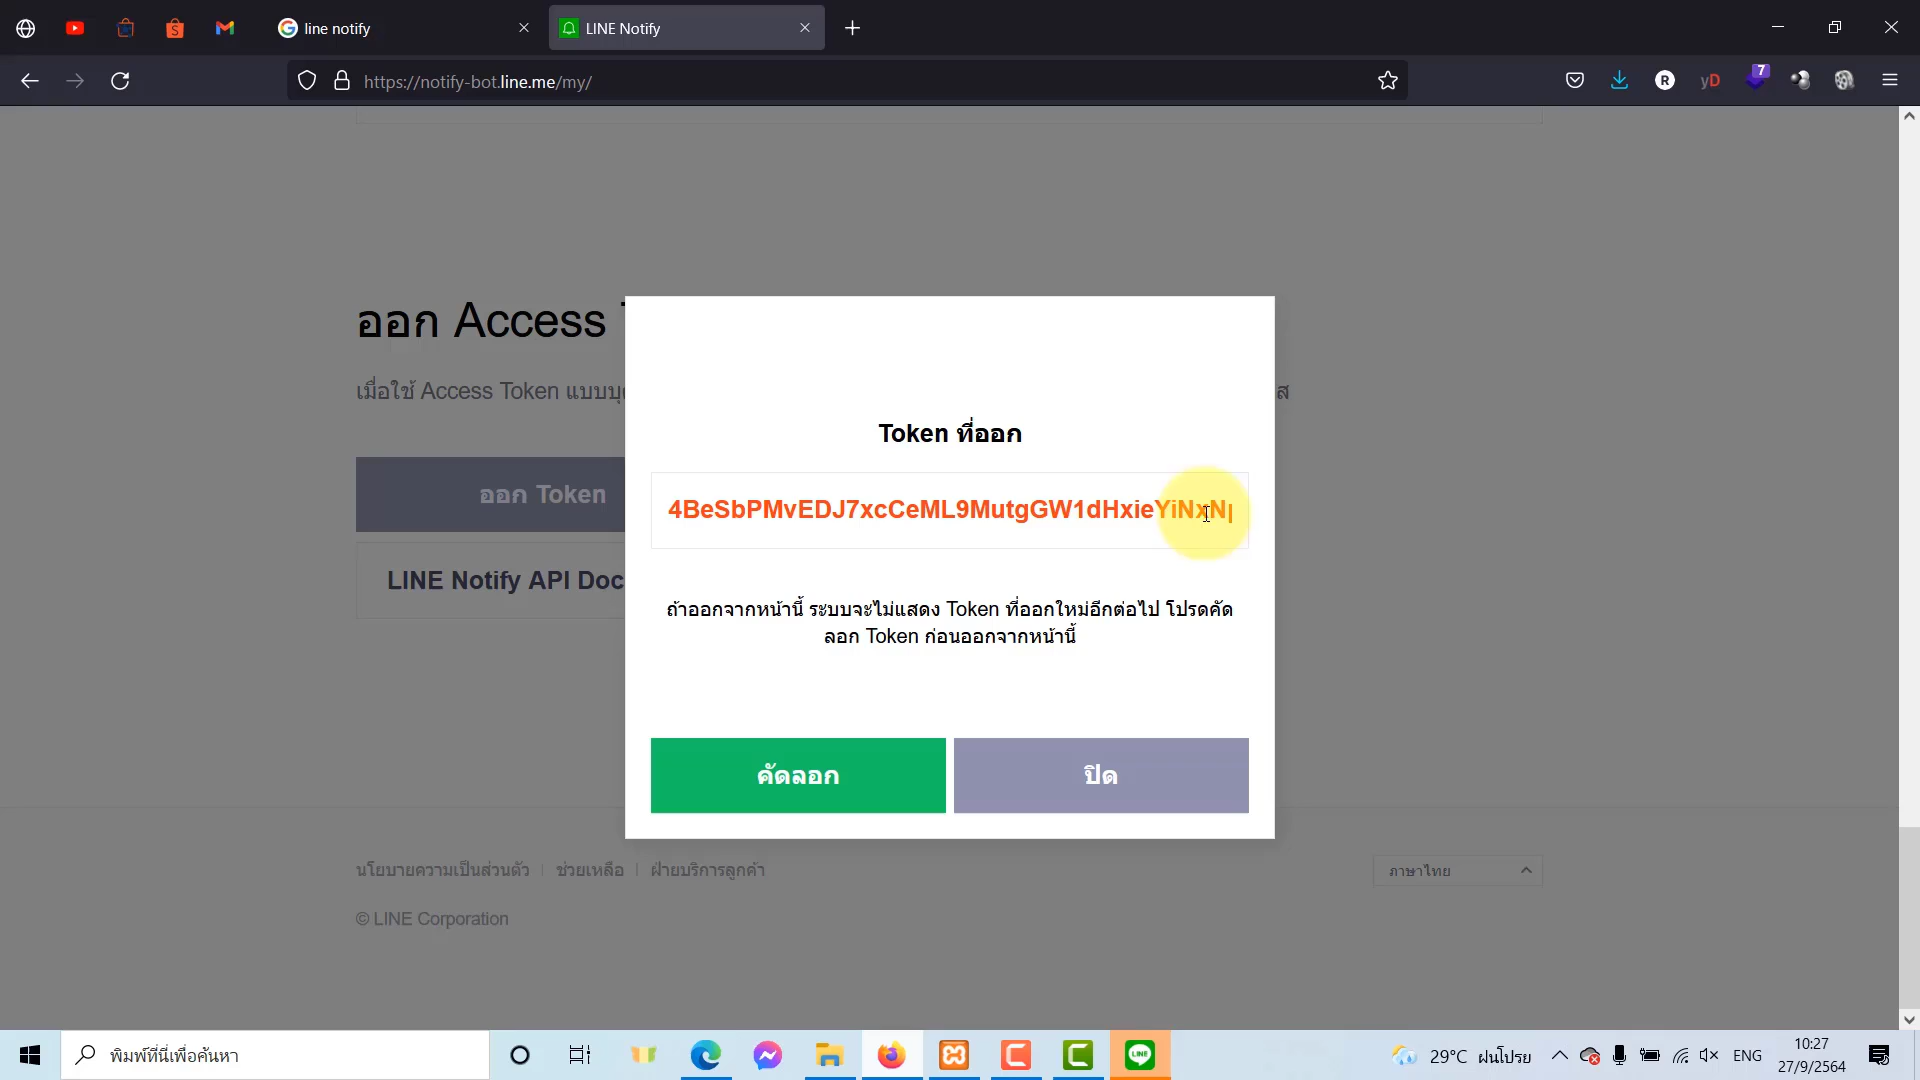 line notify
LINE Notify
https://notify-bot.line.me/my/
R
yD
7
ออก Access
เมื่อใช้ Access Token
ส
Token ที่ออก
4BeSbPMvEDJ7xcCeML9MutgGW1dHxieYiNxN
ออก Token
LINE Notify API Doc
ถ้าออกจากหน้านี้ ระบบจะไม่แสดง Token ที่ออกใหม่อีกต่อไป โปรดคัด
ลอก Token ก่อนออกจากหน้านี้
คัดลอก
ปิด
นโยบายความเป็นส่วนตัว
ช่วยเหลือ
ฝ่ายบริการลูกค้า
ภาษาไทย
© LINE Corporation
พิมพ์ที่นี่เพื่อค้นหา
LINE
29°C ฝนโปรย
ENG
10:27
27/9/2564